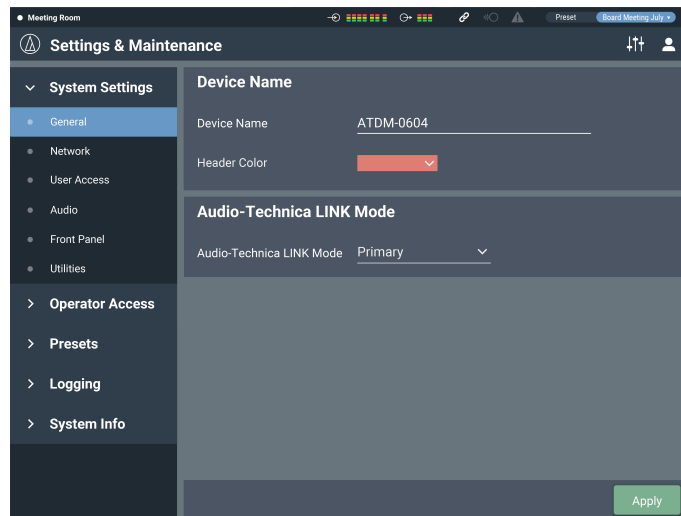 Meeting Room
Preset
Board Meeting July
Settings & Maintenance
System Settings
General
Network
User Access
Audio
Front Panel
Utilities
Operator Access
Presets
Logging
System Info
Device Name
Device Name ATDM-0604
Header Color
Audio-Technica LINK Mode
Audio-Technica LINK Mode Primary
Apply